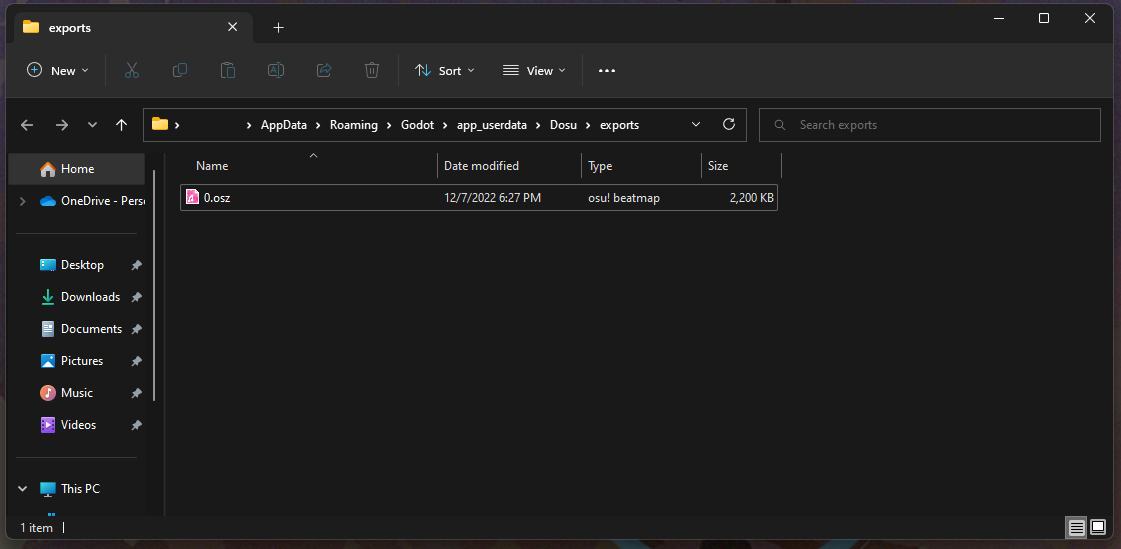 exports
New
Sort
View
AppData > Roaming > Godot > app_userdata > Dosu > exports
Search exports
Home
OneDrive - Perso
Desktop
Downloads
Documents
Pictures
Music
Videos
This PC
Name Date modified Type Size
0.osz 12/7/2022 6:27 PM osu! beatmap 2,200 KB
1 item